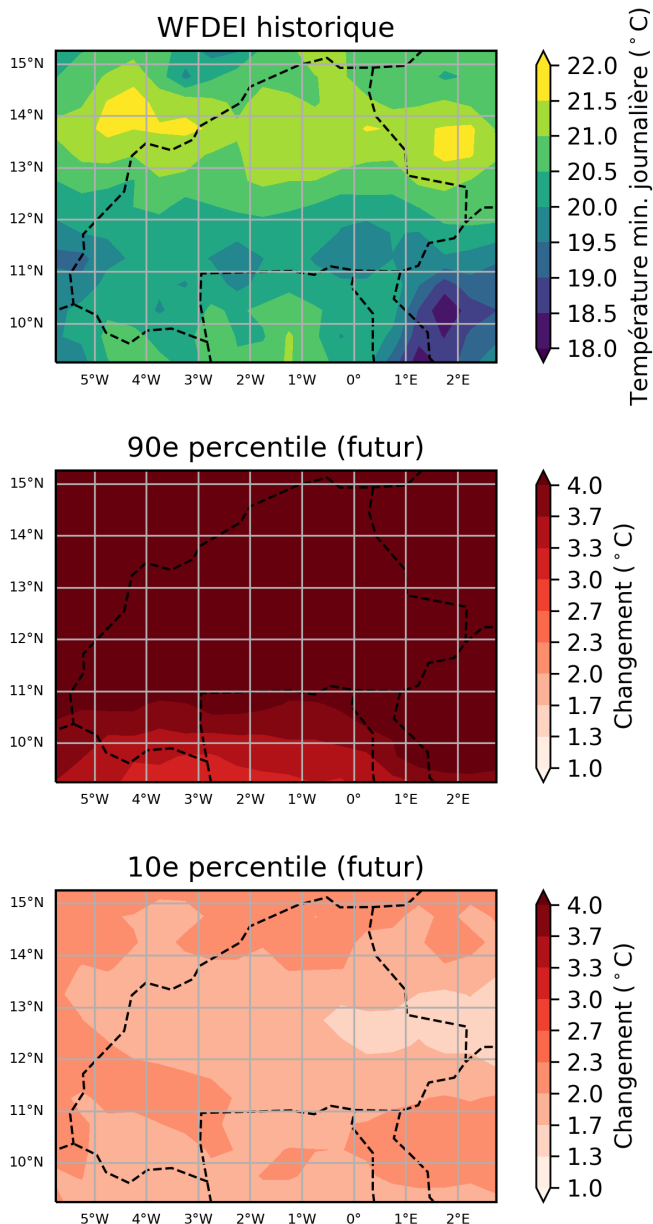 WFDEI historique
15°N
14°N
13°N
12°N
11°N
10°N
5°W 4°W 3°W 2°W 1°W 0° 1°E 2°E
22.0
21.5
21.0
20.5
20.0
19.5
19.0
18.5
18.0
Température min. journalière (°C)
90e percentile (futur)
15°N
14°N
13°N
12°N
11°N
10°N
5°W 4°W 3°W 2°W 1°W 0° 1°E 2°E
4.0
3.7
3.3
3.0
2.7
2.3
2.0
1.7
1.3
1.0
Changement (°C)
10e percentile (futur)
15°N
14°N
13°N
12°N
11°N
10°N
5°W 4°W 3°W 2°W 1°W 0° 1°E 2°E
4.0
3.7
3.3
3.0
2.7
2.3
2.0
1.7
1.3
1.0
Changement (°C)